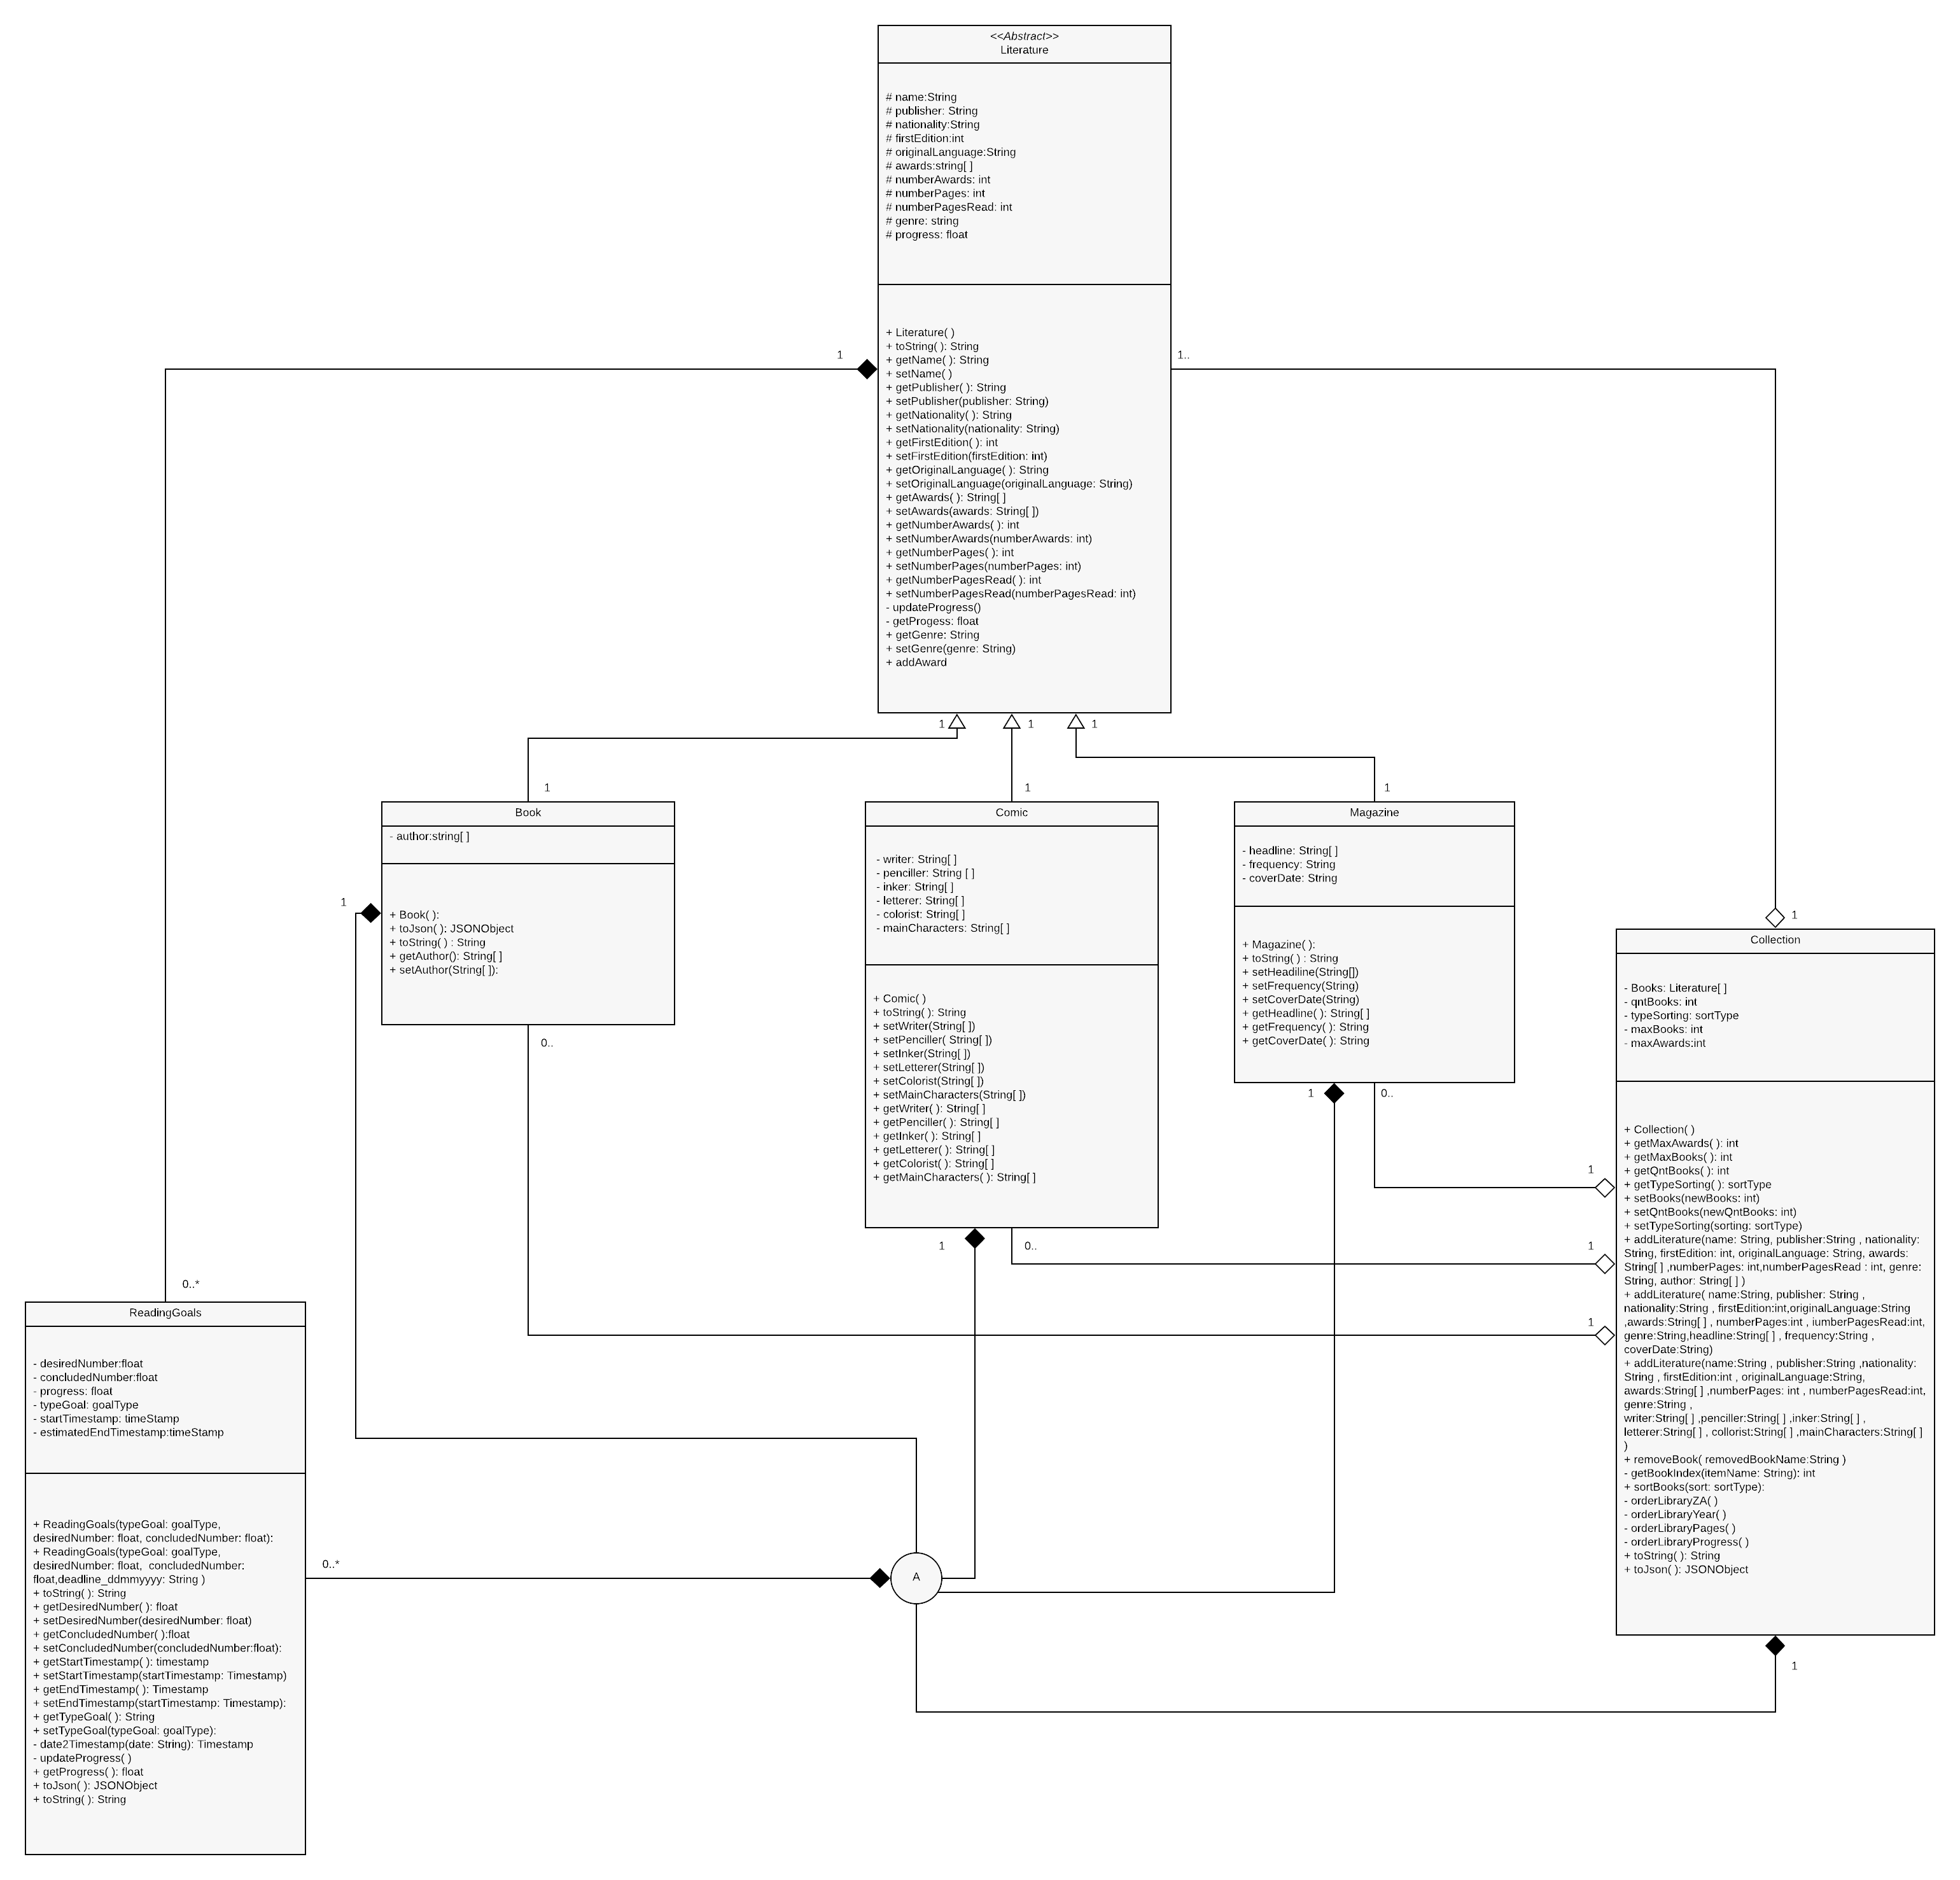 <<Abstract>>
Literature
# name:String
# publisher: String
# nationality:String
# firstEdition:int
# originalLanguage:String
# awards:string[ ]
# numberAwards: int
# numberPages: int
# numberPagesRead: int
# genre: string
# progress: float
+ Literature( )
+ toString( ): String
+ getName( ): String
+ setName( )
+ getPublisher( ): String
+ setPublisher(publisher: String)
+ getNationality( ): String
+ setNationality(nationality: String)
+ getFirstEdition( ): int
+ setFirstEdition(firstEdition: int)
+ getOriginalLanguage( ): String
+ setOriginalLanguage(originalLanguage: String)
+ getAwards( ): String[ ]
+ setAwards(awards: String[ ])
+ getNumberAwards( ): int
+ setNumberAwards(numberAwards: int)
+ getNumberPages( ): int
+ setNumberPages(numberPages: int)
+ getNumberPagesRead( ): int
+ setNumberPagesRead(numberPagesRead: int)
- updateProgress()
- getProgess: float
+ getGenre: String
+ setGenre(genre: String)
+ addAward
1
1..
1
1
1
1
1
1
Book
- author:string[ ]
+ Book( ):
+ toJson( ): JSONObject
+ toString( ) : String
+ getAuthor(): String[ ]
+ setAuthor(String[ ]):
1
0..
Comic
- writer: String[ ]
- penciller: String [ ]
- inker: String[ ]
- letterer: String[ ]
- colorist: String[ ]
- mainCharacters: String[ ]
+ Comic( )
+ toString( ): String
+ setWriter(String[ ])
+ setPenciller( String[ ])
+ setInker(String[ ])
+ setLetterer(String[ ])
+ setColorist(String[ ])
+ setMainCharacters(String[ ])
+ getWriter( ): String[ ]
+ getPenciller( ): String[ ]
+ getInker( ): String[ ]
+ getLetterer( ): String[ ]
+ getColorist( ): String[ ]
+ getMainCharacters( ): String[ ]
1
0..
Magazine
- headline: String[ ]
- frequency: String
- coverDate: String
+ Magazine( ):
+ toString( ) : String
+ setHeadiline(String[])
+ setFrequency(String)
+ setCoverDate(String)
+ getHeadline( ): String[ ]
+ getFrequency( ): String
+ getCoverDate( ): String
1
0..
1
Collection
- Books: Literature[ ]
- qntBooks: int
- typeSorting: sortType
- maxBooks: int
- maxAwards:int
+ Collection( )
+ getMaxAwards( ): int
+ getMaxBooks( ): int
+ getQntBooks( ): int
+ getTypeSorting( ): sortType
+ setBooks(newBooks: int)
+ setQntBooks(newQntBooks: int)
+ setTypeSorting(sorting: sortType)
+ addLiterature(name: String, publisher:String , nationality:
String, firstEdition: int, originalLanguage: String, awards:
String[ ] ,numberPages: int,numberPagesRead : int, genre:
String, author: String[ ] )
+ addLiterature( name:String, publisher: String ,
nationality:String , firstEdition:int,originalLanguage:String
,awards:String[ ] , numberPages:int , iumberPagesRead:int,
genre:String,headline:String[ ] , frequency:String ,
coverDate:String)
+ addLiterature(name:String , publisher:String ,nationality:
String , firstEdition:int , originalLanguage:String,
awards:String[ ] ,numberPages: int , numberPagesRead:int,
genre:String ,
writer:String[ ] ,penciller:String[ ] ,inker:String[ ] ,
letterer:String[ ] , collorist:String[ ] ,mainCharacters:String[ ]
)
+ removeBook( removedBookName:String )
- getBookIndex(itemName: String): int
+ sortBooks(sort: sortType):
- orderLibraryZA( )
- orderLibraryYear( )
- orderLibraryPages( )
- orderLibraryProgress( )
+ toString( ): String
+ toJson( ): JSONObject
1
1
1
1
0..*
ReadingGoals
- desiredNumber:float
- concludedNumber:float
- progress: float
- typeGoal: goalType
- startTimestamp: timeStamp
- estimatedEndTimestamp:timeStamp
+ ReadingGoals(typeGoal: goalType,
desiredNumber: float, concludedNumber: float):
+ ReadingGoals(typeGoal: goalType,
desiredNumber: float,  concludedNumber:
float,deadline_ddmmyyyy: String )
+ toString( ): String
+ getDesiredNumber( ): float
+ setDesiredNumber(desiredNumber: float)
+ getConcludedNumber( ):float
+ setConcludedNumber(concludedNumber:float):
+ getStartTimestamp( ): timestamp
+ setStartTimestamp(startTimestamp: Timestamp)
+ getEndTimestamp( ): Timestamp
+ setEndTimestamp(startTimestamp: Timestamp):
+ getTypeGoal( ): String
+ setTypeGoal(typeGoal: goalType):
- date2Timestamp(date: String): Timestamp
- updateProgress( )
+ getProgress( ): float
+ toJson( ): JSONObject
+ toString( ): String
0..*
A